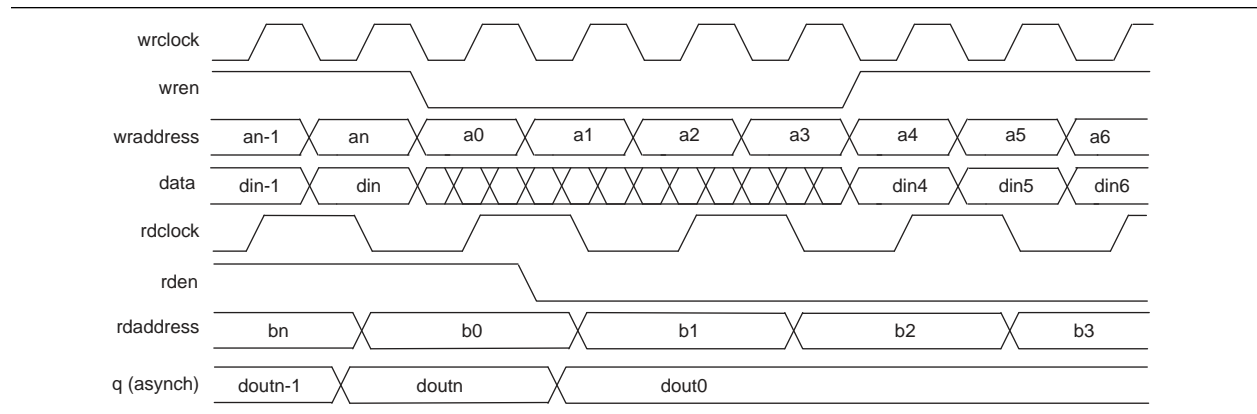 wrclock
wren
wraddress an-1 an a0 a1 a2 a3 a4 a5 a6
data din-1 din din4 din5 din6
rdclock
rden
rdaddress bn b0 b1 b2 b3
q (asynch) doutn-1 doutn dout0